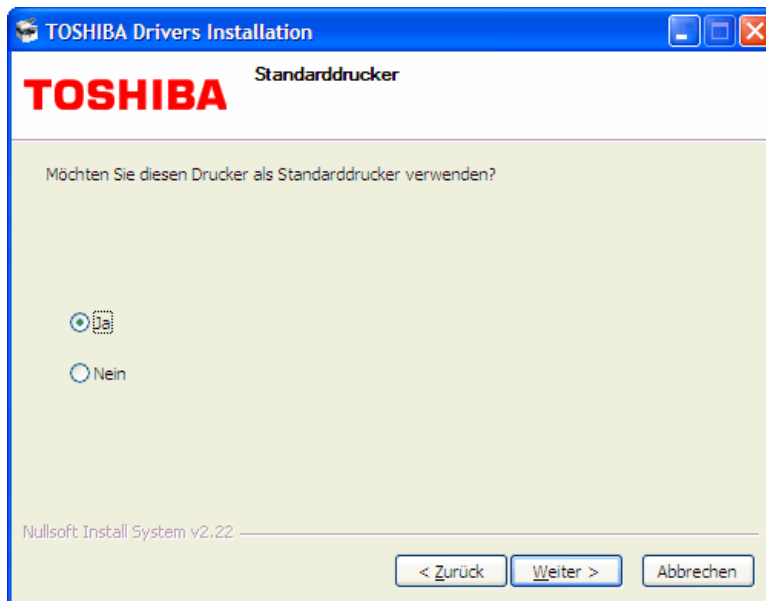 TOSHIBA Drivers Installation
TOSHIBA
Standarddrucker
Möchten Sie diesen Drucker als Standarddrucker verwenden?
Ja
Nein
Nullsoft Install System v2.22
< Zurück
Weiter >
Abbrechen